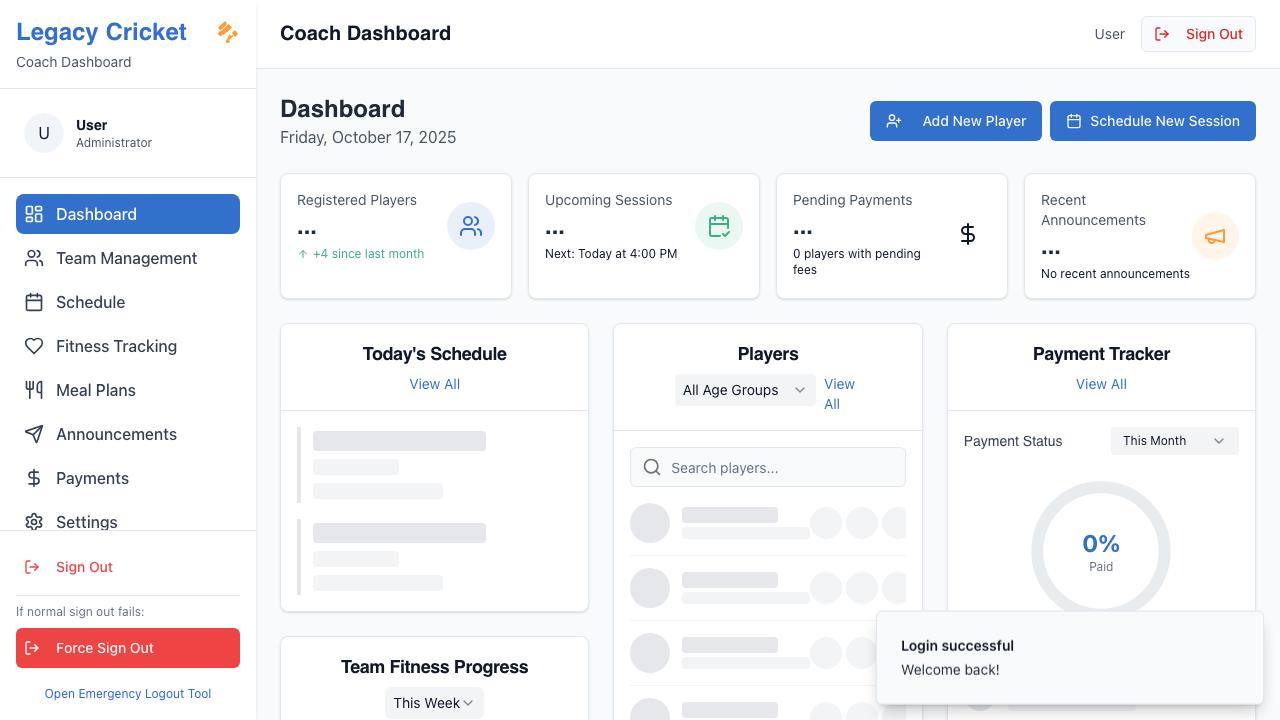 Legacy Cricket
Coach Dashboard
U
User
Administrator
Dashboard
Team Management
Schedule
Fitness Tracking
Meal Plans
Announcements
Payments
Settings
Sign Out
If normal sign out fails:
Force Sign Out
Open Emergency Logout Tool
Coach Dashboard
User
Sign Out
Dashboard
Friday, October 17, 2025
Add New Player
Schedule New Session
Registered Players
...
↑ +4 since last month
Upcoming Sessions
...
Next: Today at 4:00 PM
Pending Payments
...
0 players with pending
fees
Recent
Announcements
...
No recent announcements
Today's Schedule
View All
Team Fitness Progress
This Week
Players
All Age Groups
View
All
Search players...
Payment Tracker
View All
Payment Status
This Month
0%
Paid
Login successful
Welcome back!